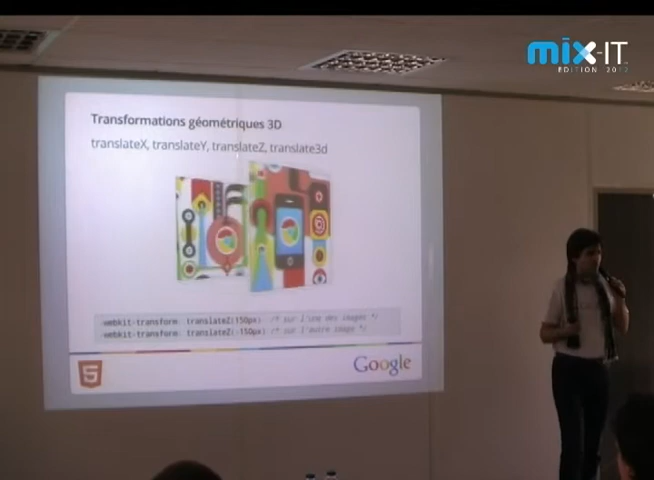 mix-IT
EDITION 2012
Transformations géométriques 3D
translateX, translateY, translateZ, translate3d
-webkit-transform: translateZ(150px) /* sur l'une des images */
-webkit-transform: translateZ(-150px) /* sur l'autre image */
5
Google